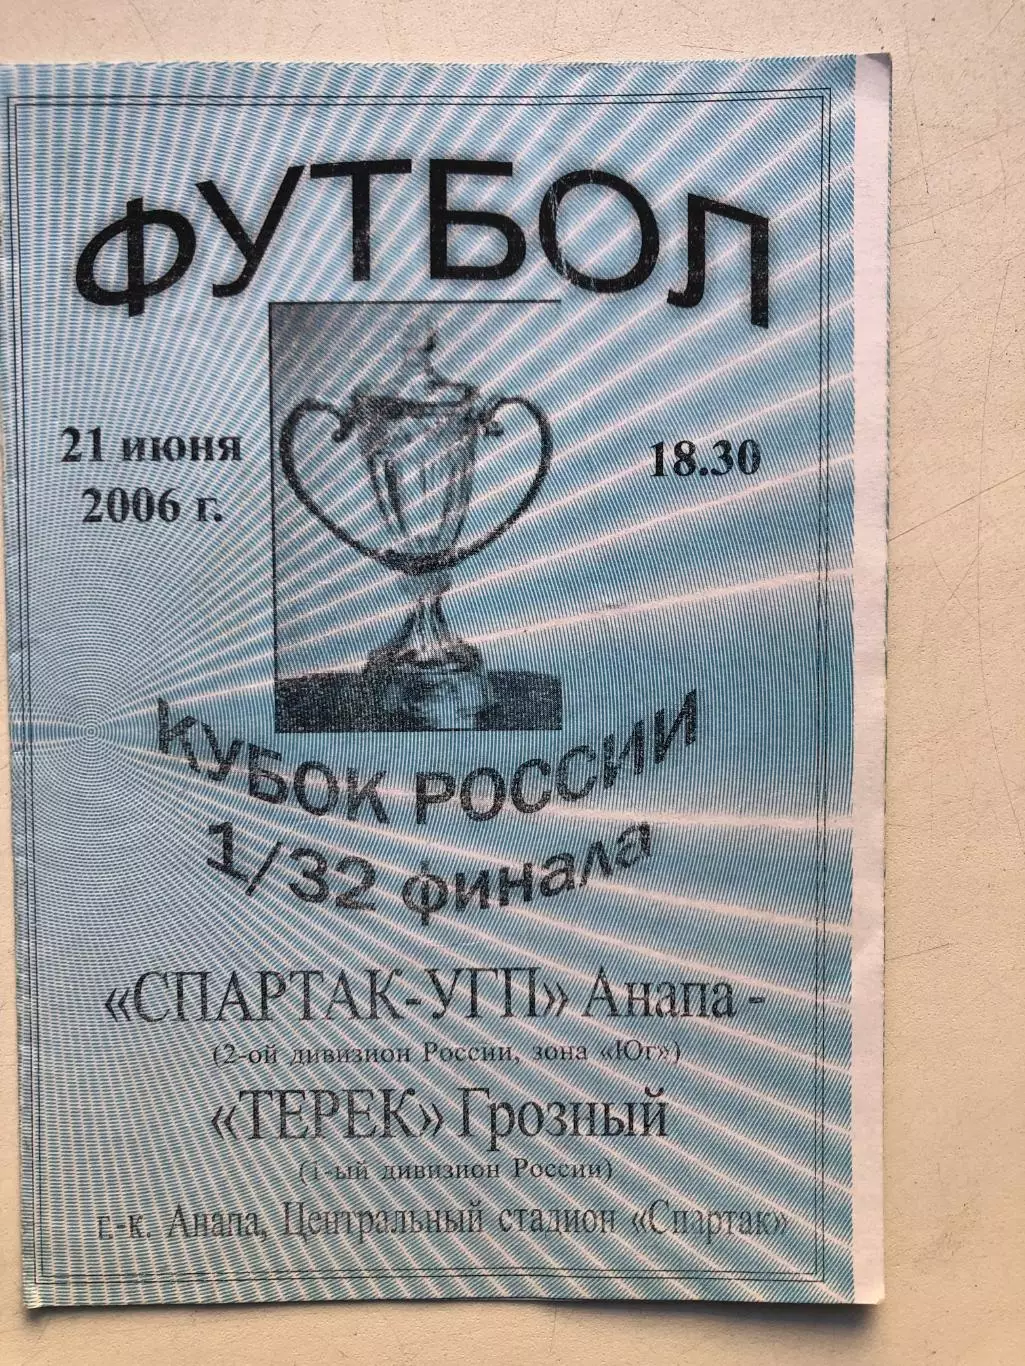 ФУТБОЛ
21 июня
2006 г.
18.30
КУБОК РОССИИ
1/32 финала
«СПАРТАК-УГП» Анапа -
(2-ой дивизион России, зона «Юг»)
«ТЕРЕК» Грозный
(1-ый дивизион России)
г.-к. Анапа, Центральный стадион «Спартак»